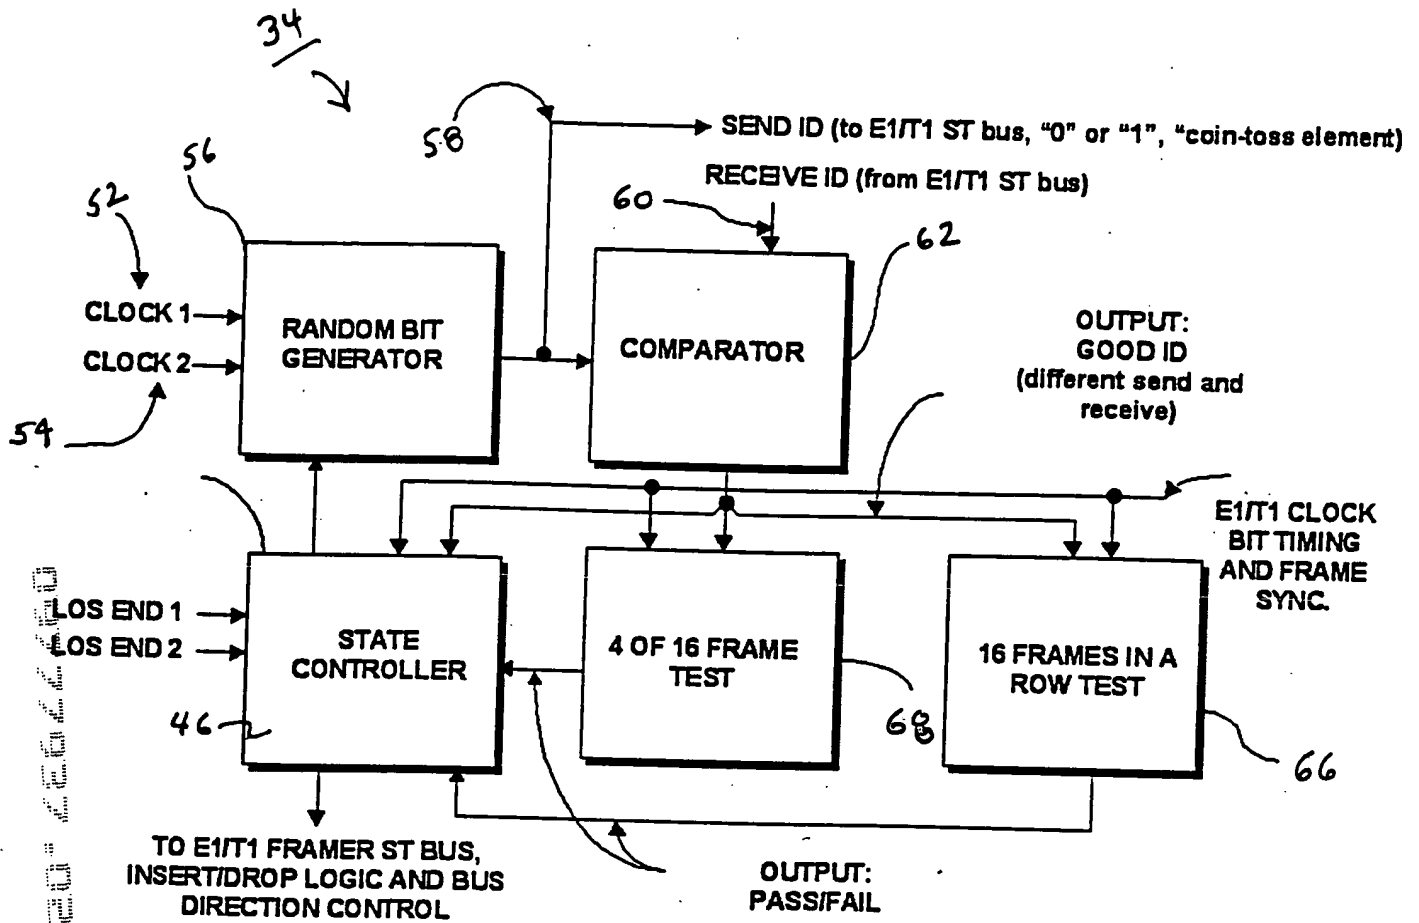 34
58
SEND ID (to E1/T1 ST bus, "0" or "1", "coin-toss element)
RECEIVE ID (from E1/T1 ST bus)
56
52
60
62
CLOCK 1
CLOCK 2
54
RANDOM BIT
GENERATOR
COMPARATOR
OUTPUT:
GOOD ID
(different send and
receive)
E1/T1 CLOCK
BIT TIMING
AND FRAME
SYNC.
LOS END 1
LOS END 2
STATE
CONTROLLER
46
4 OF 16 FRAME
TEST
68
16 FRAMES IN A
ROW TEST
66
TO E1/T1 FRAMER ST BUS,
INSERT/DROP LOGIC AND BUS
DIRECTION CONTROL
OUTPUT:
PASS/FAIL